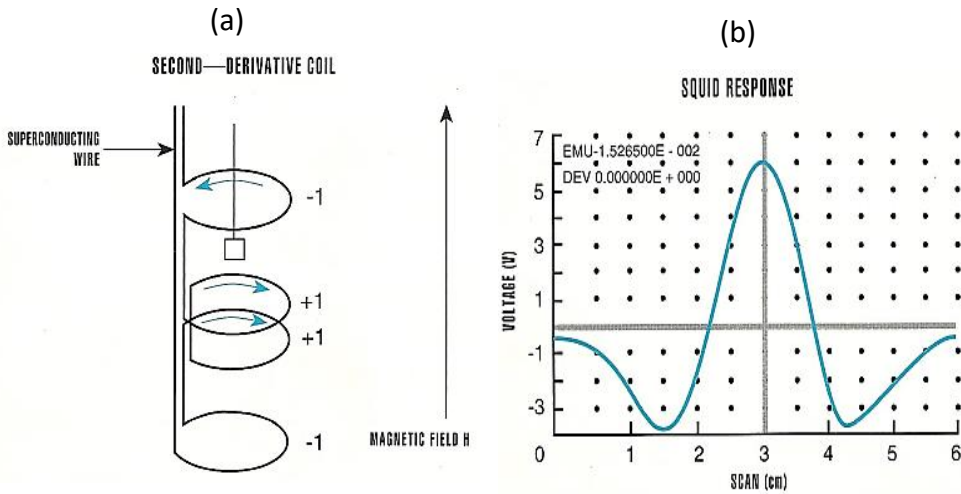 (a)
SECOND—DERIVATIVE COIL
SUPERCONDUCTING
WIRE
-1
+1
+1
-1
MAGNETIC FIELD H
(b)
SQUID RESPONSE
EMU-1.526500E - 002
DEV 0.000000E + 000
VOLTAGE (V)
7
5
3
1
-1
-3
0 1 2 3 4 5 6
SCAN (cm)